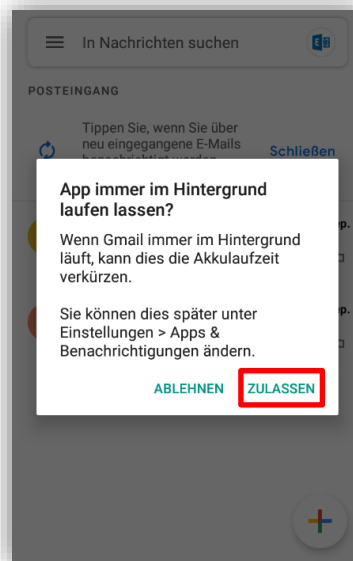 In Nachrichten suchen
E
POSTEINGANG
Tippen Sie, wenn Sie über
neu eingegangene E-Mails
benachrichtigt werden
Schließen
App immer im Hintergrund
laufen lassen?
Wenn Gmail immer im Hintergrund
läuft, kann dies die Akkulaufzeit
verkürzen.
Sie können dies später unter
Einstellungen > Apps &
Benachrichtigungen ändern.
ABLEHNEN ZULASSEN